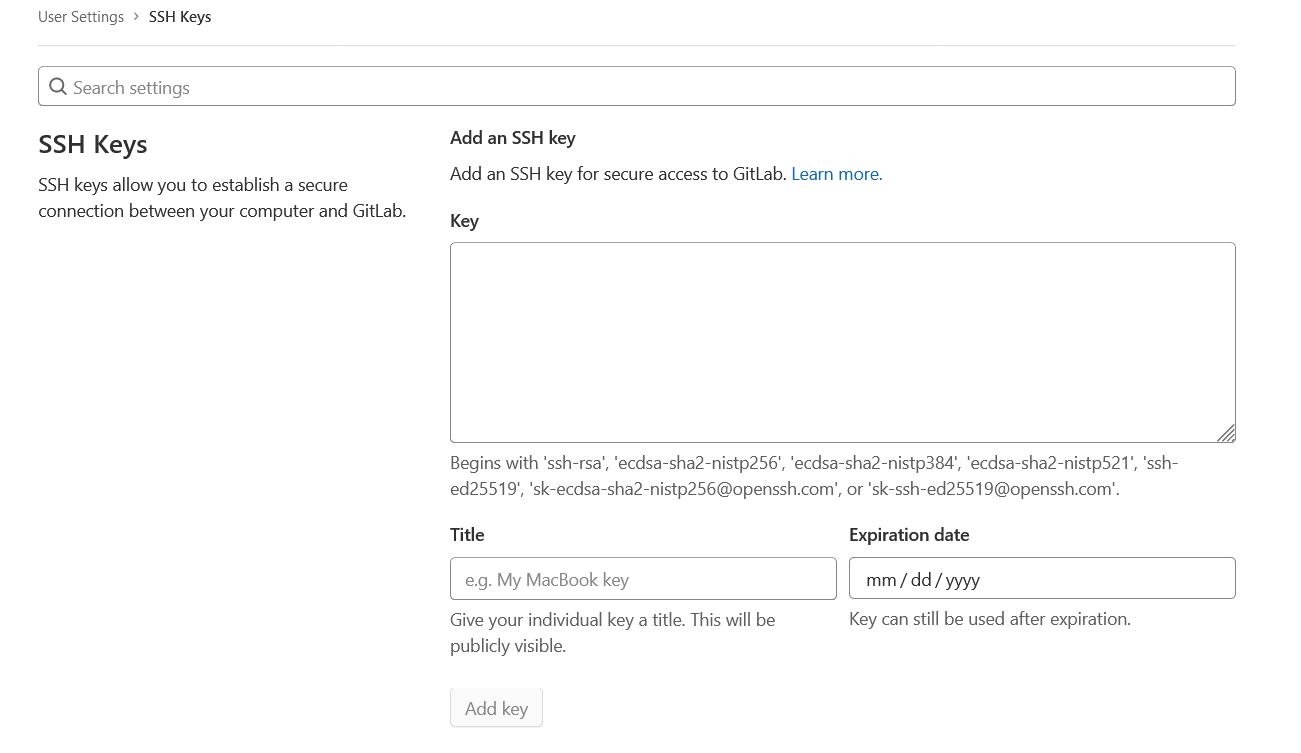 User Settings › SSH Keys
Search settings
SSH Keys
SSH keys allow you to establish a secure
connection between your computer and GitLab.
Add an SSH key
Add an SSH key for secure access to GitLab. Learn more.
Key
Begins with 'ssh-rsa', 'ecdsa-sha2-nistp256', 'ecdsa-sha2-nistp384', 'ecdsa-sha2-nistp521', 'ssh-
ed25519', 'sk-ecdsa-sha2-nistp256@openssh.com', or 'sk-ssh-ed25519@openssh.com'.
Title
e.g. My MacBook key
Give your individual key a title. This will be
publicly visible.
Expiration date
mm / dd / yyyy
Key can still be used after expiration.
Add key